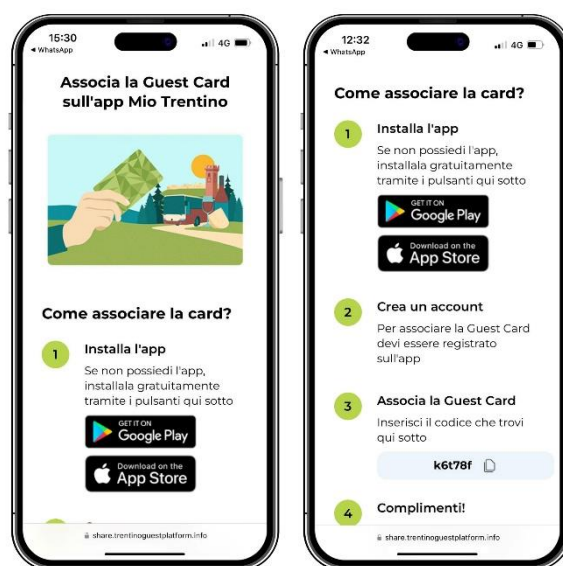 15:30
4G
◄ WhatsApp
Associa la Guest Card
sull'app Mio Trentino
Come associare la card?
1
Installa l'app
Se non possiedi l'app,
installala gratuitamente
tramite i pulsanti qui sotto
GET IT ON
Google Play
Download on the
App Store
share.trentinoguestplatform.info
12:32
4G
◄ WhatsApp
Come associare la card?
1
Installa l'app
Se non possiedi l'app,
installala gratuitamente
tramite i pulsanti qui sotto
GET IT ON
Google Play
Download on the
App Store
2
Crea un account
Per associare la Guest Card
devi essere registrato
sull'app
3
Associa la Guest Card
Inserisci il codice che trovi
qui sotto
k6t78f
4
Complimenti!
share.trentinoguestplatform.info